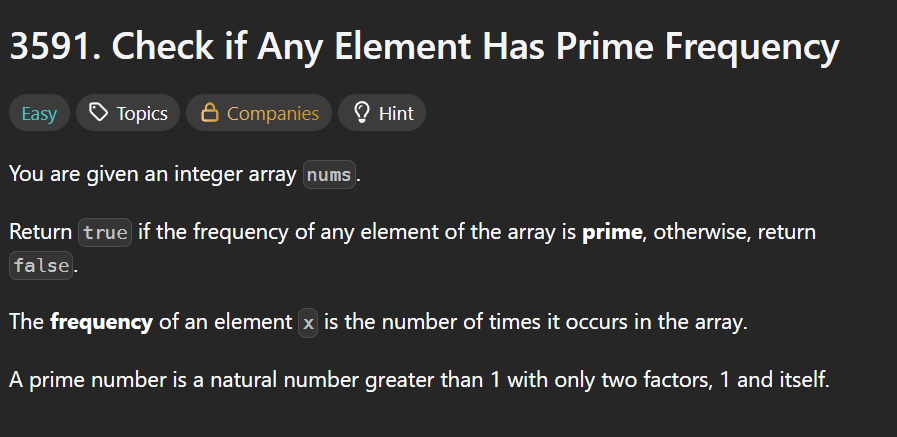 3591. Check if Any Element Has Prime Frequency
Easy Topics Companies Hint
You are given an integer array nums.
Return true if the frequency of any element of the array is prime, otherwise, return
false.
The frequency of an element x is the number of times it occurs in the array.
A prime number is a natural number greater than 1 with only two factors, 1 and itself.